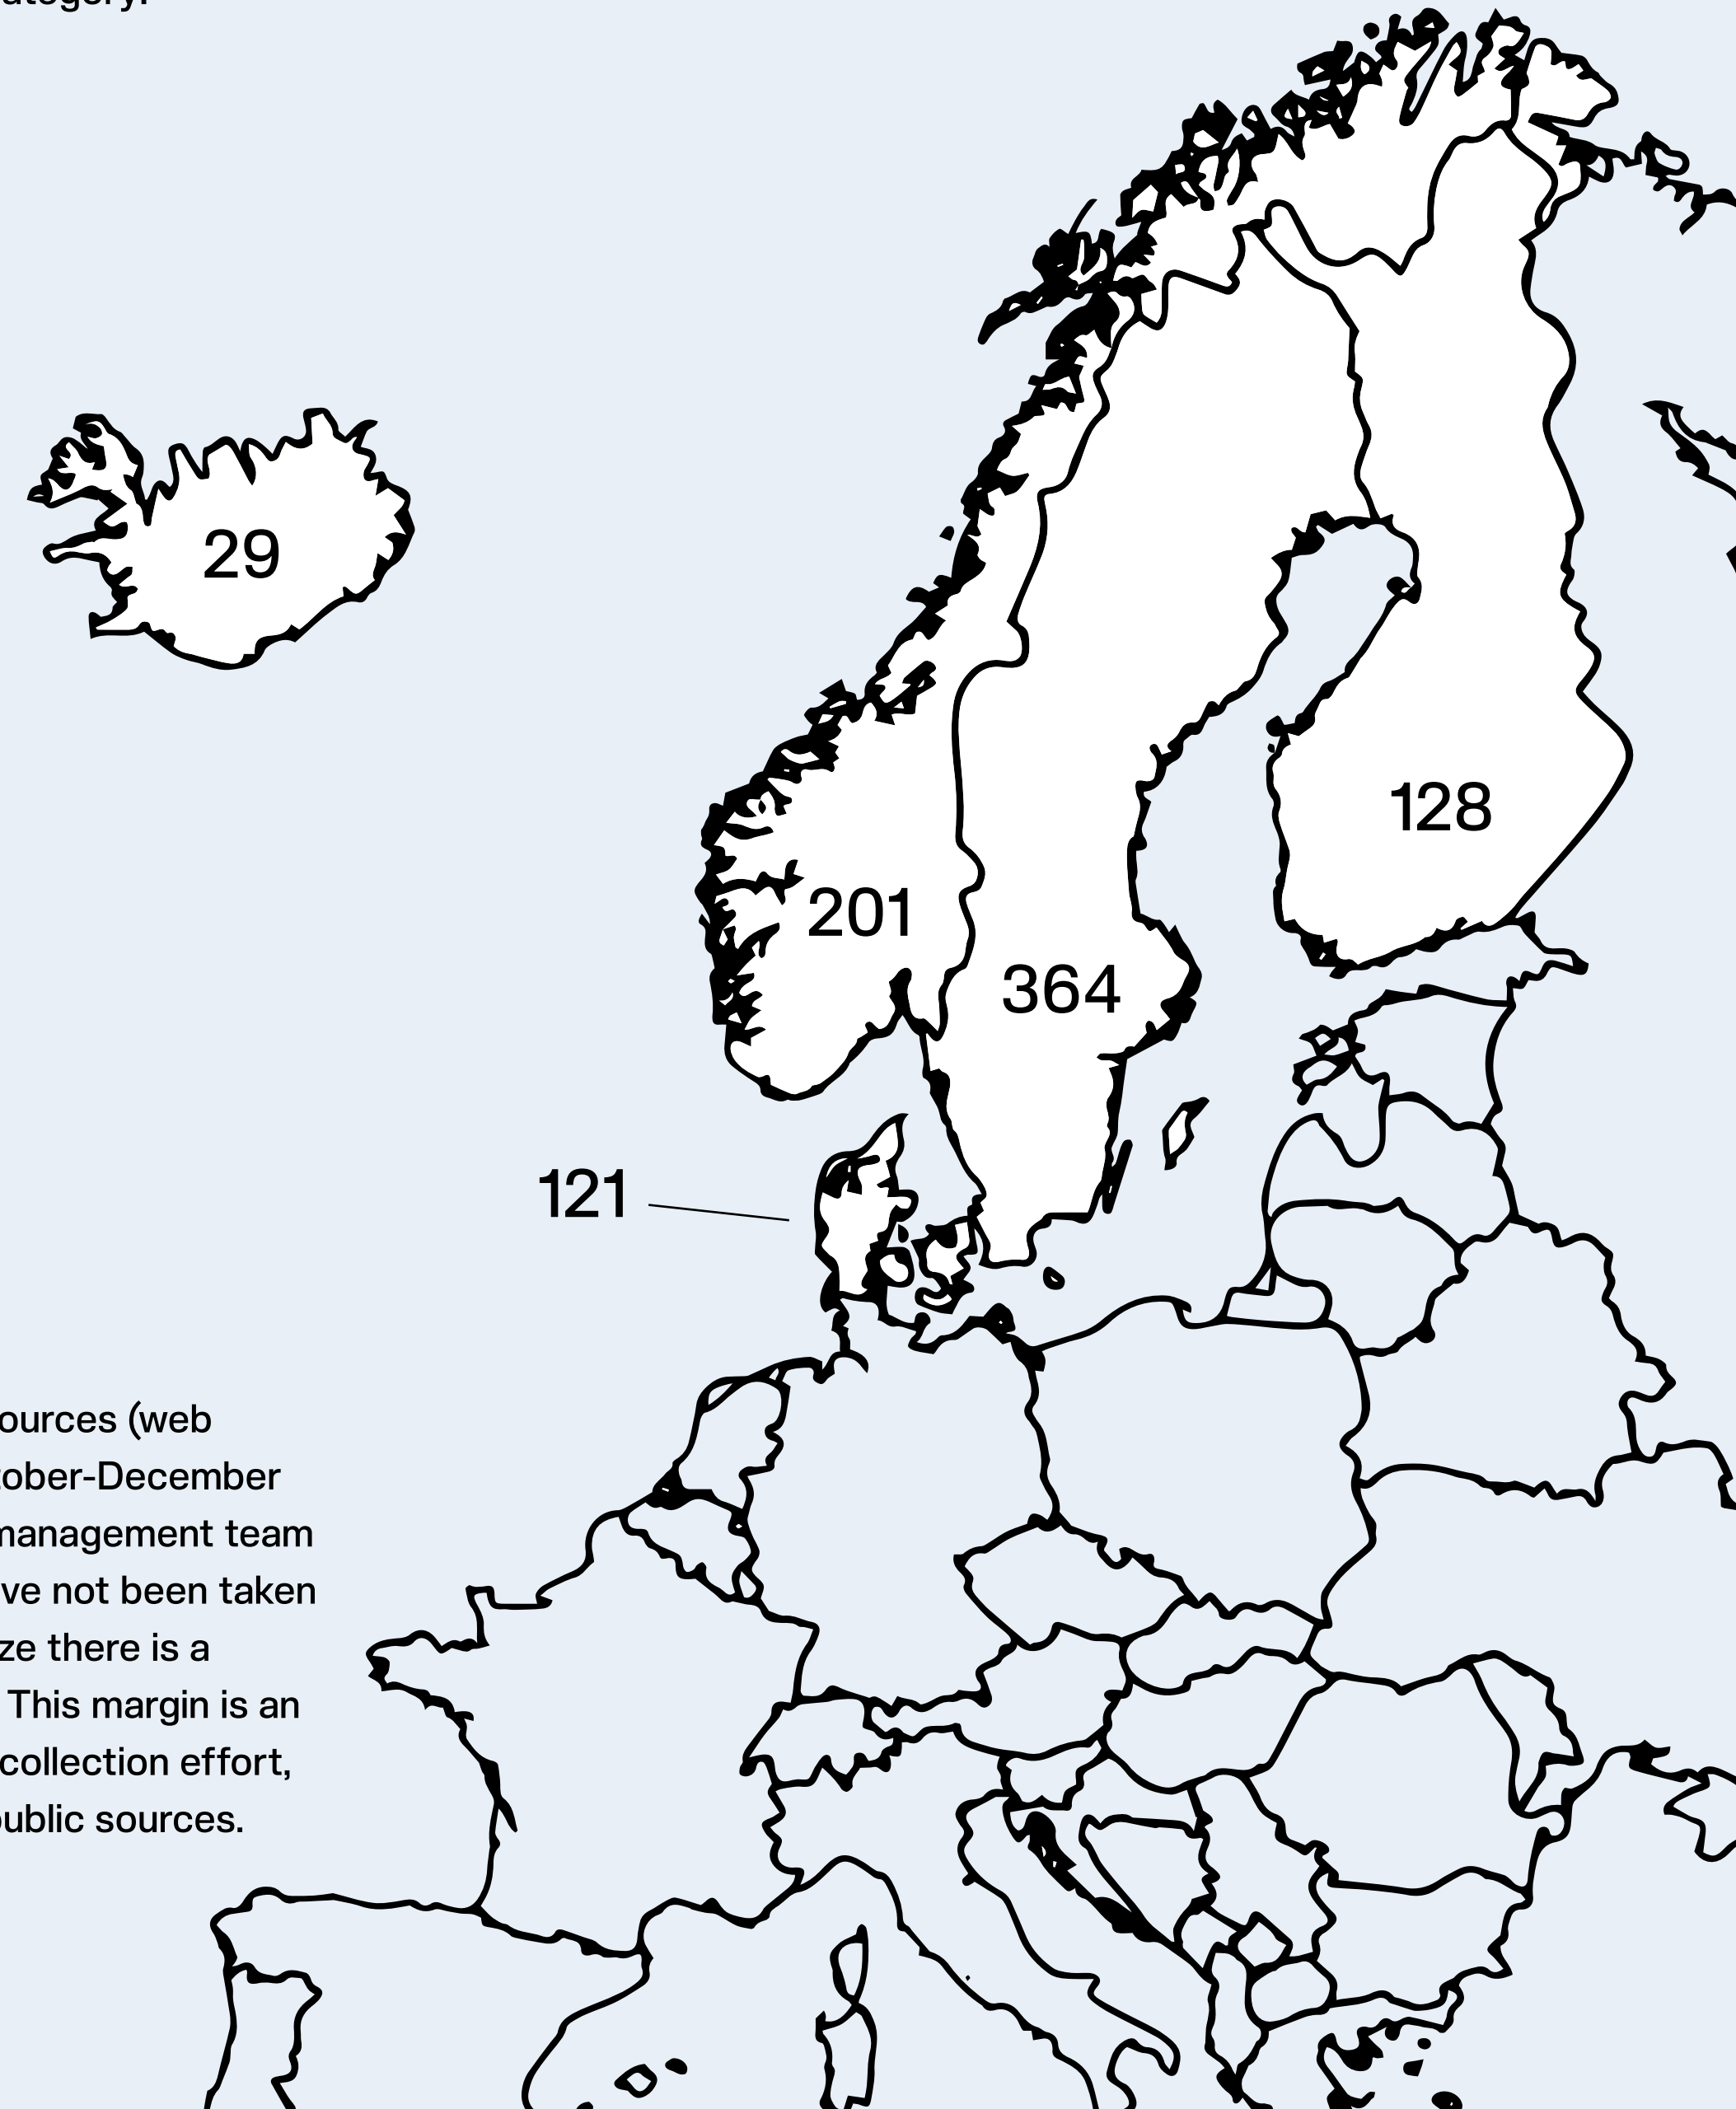 29
128
201
364
121
ources (web
ober-December
management team
ve not been taken
ze there is a
This margin is an
collection effort,
public sources.